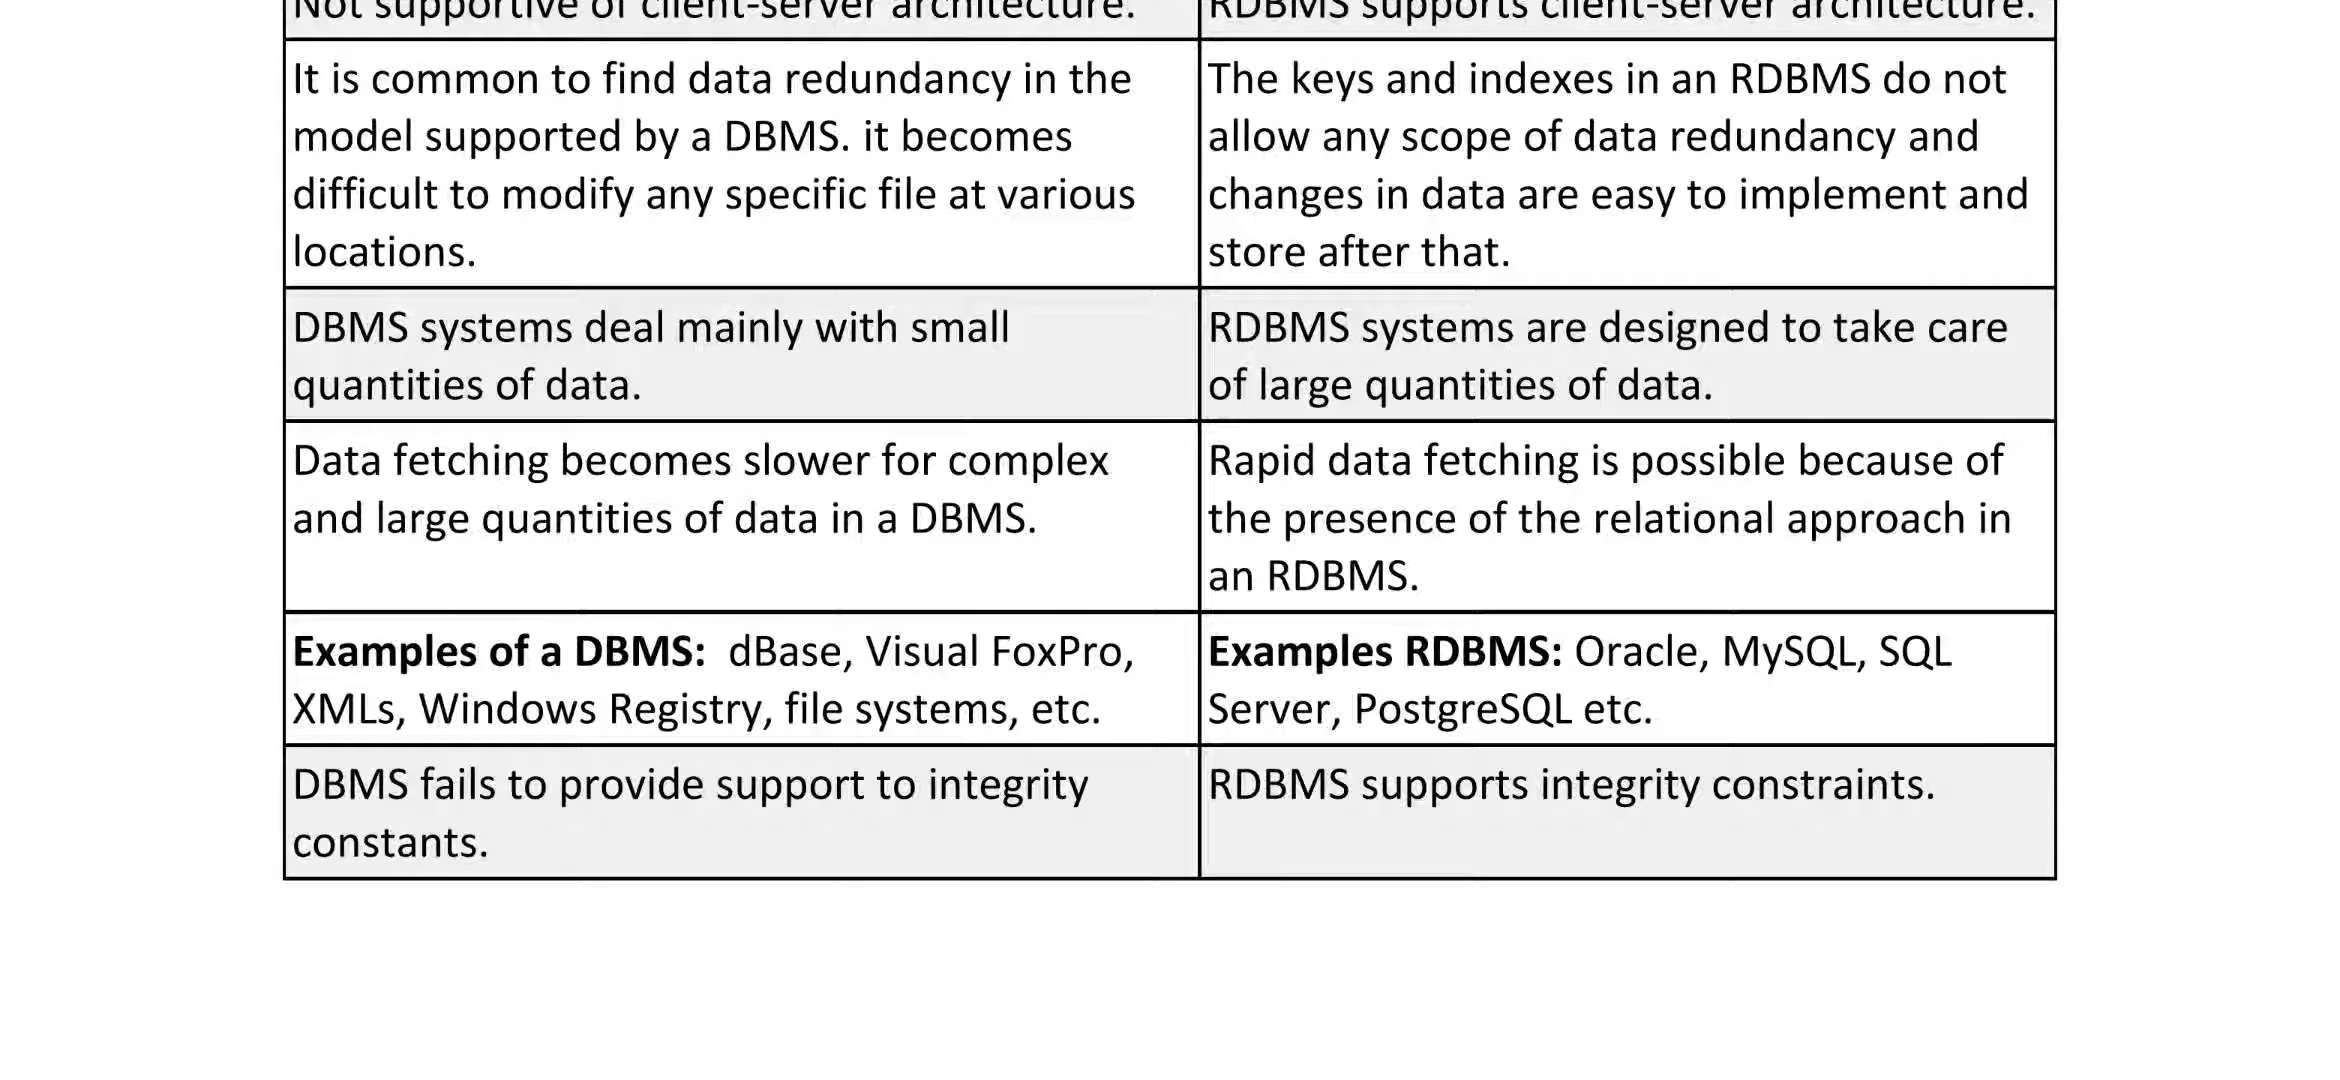 Not supportive of client-server architecture.
RDBMS supports client-server architecture.
It is common to find data redundancy in the
model supported by a DBMS. it becomes
difficult to modify any specific file at various
locations.
The keys and indexes in an RDBMS do not
allow any scope of data redundancy and
changes in data are easy to implement and
store after that.
DBMS systems deal mainly with small
quantities of data.
RDBMS systems are designed to take care
of large quantities of data.
Data fetching becomes slower for complex
and large quantities of data in a DBMS.
Rapid data fetching is possible because of
the presence of the relational approach in
an RDBMS.
Examples of a DBMS:  dBase, Visual FoxPro,
XMLs, Windows Registry, file systems, etc.
Examples RDBMS: Oracle, MySQL, SQL
Server, PostgreSQL etc.
DBMS fails to provide support to integrity
constants.
RDBMS supports integrity constraints.